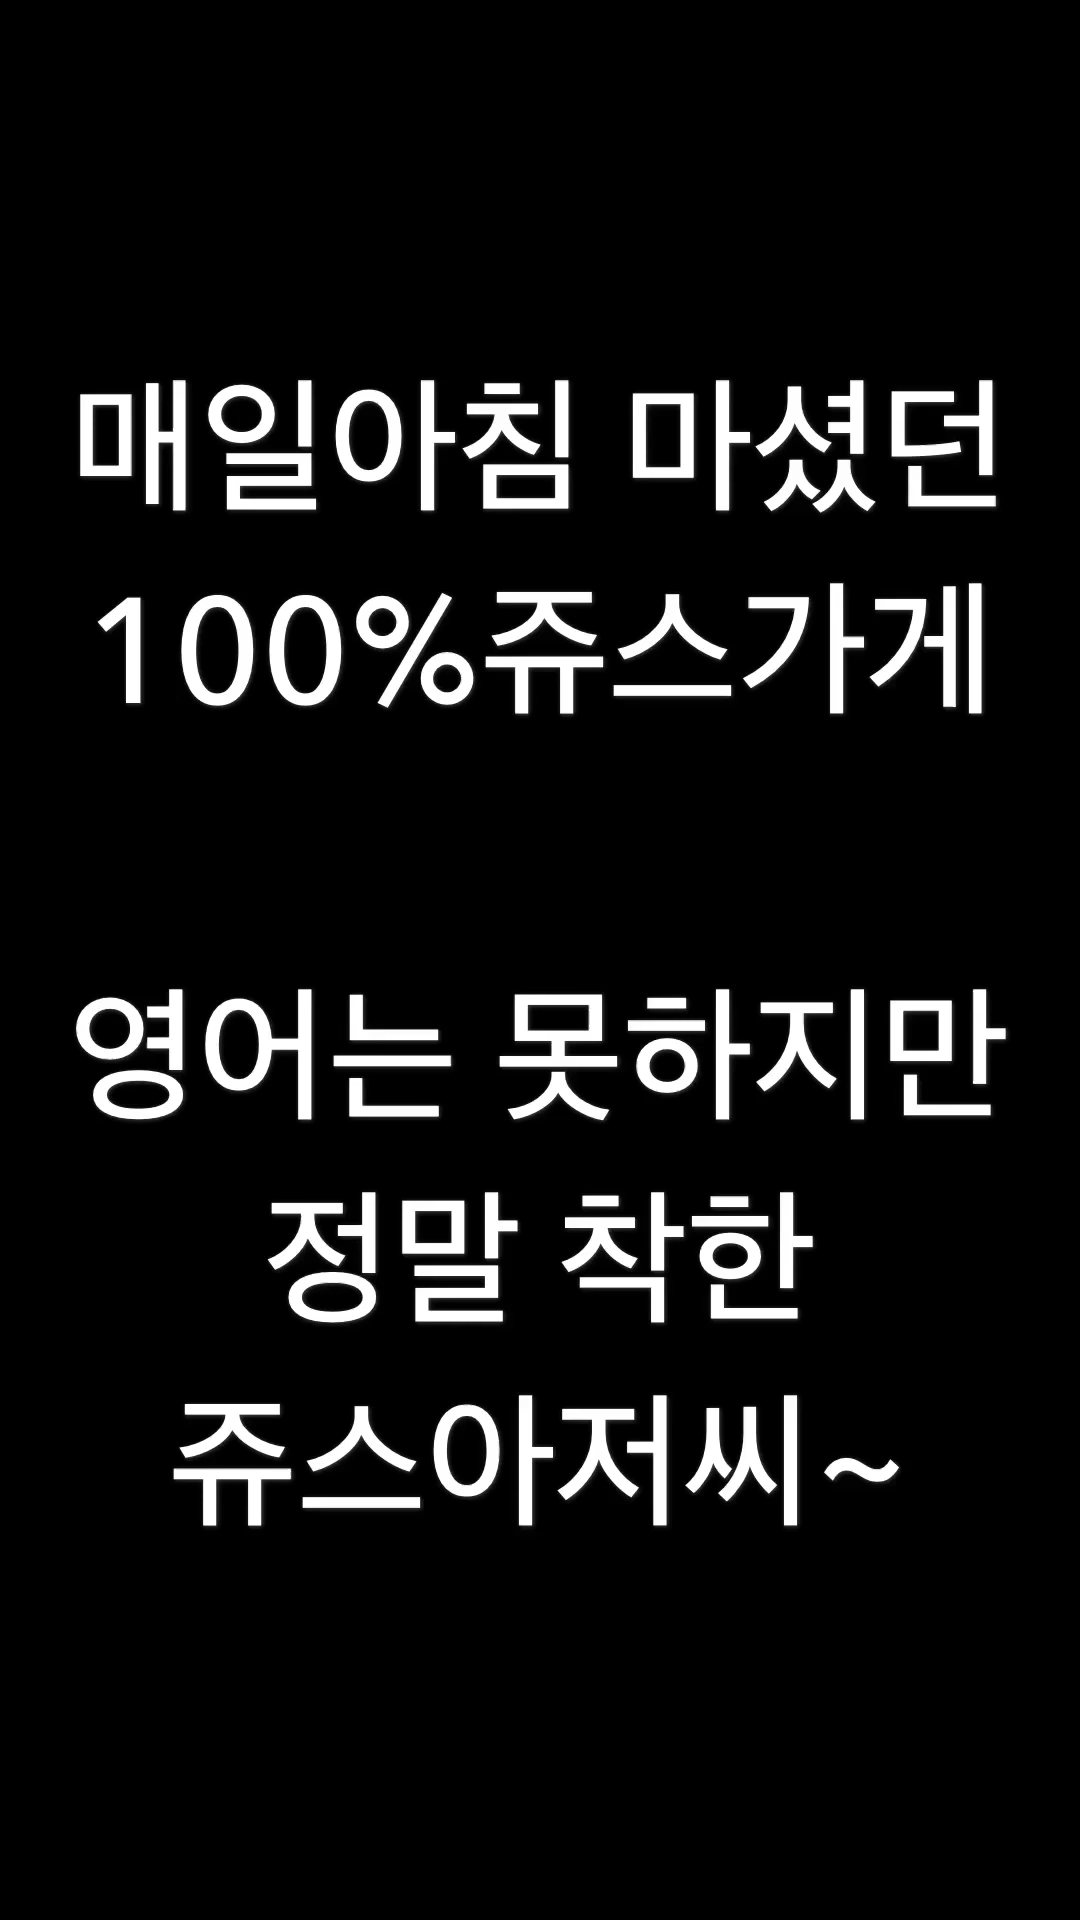 매일아침 마셨던
100%쥬스가게
영어는 못하지만
정말 착한
쥬스아저씨~